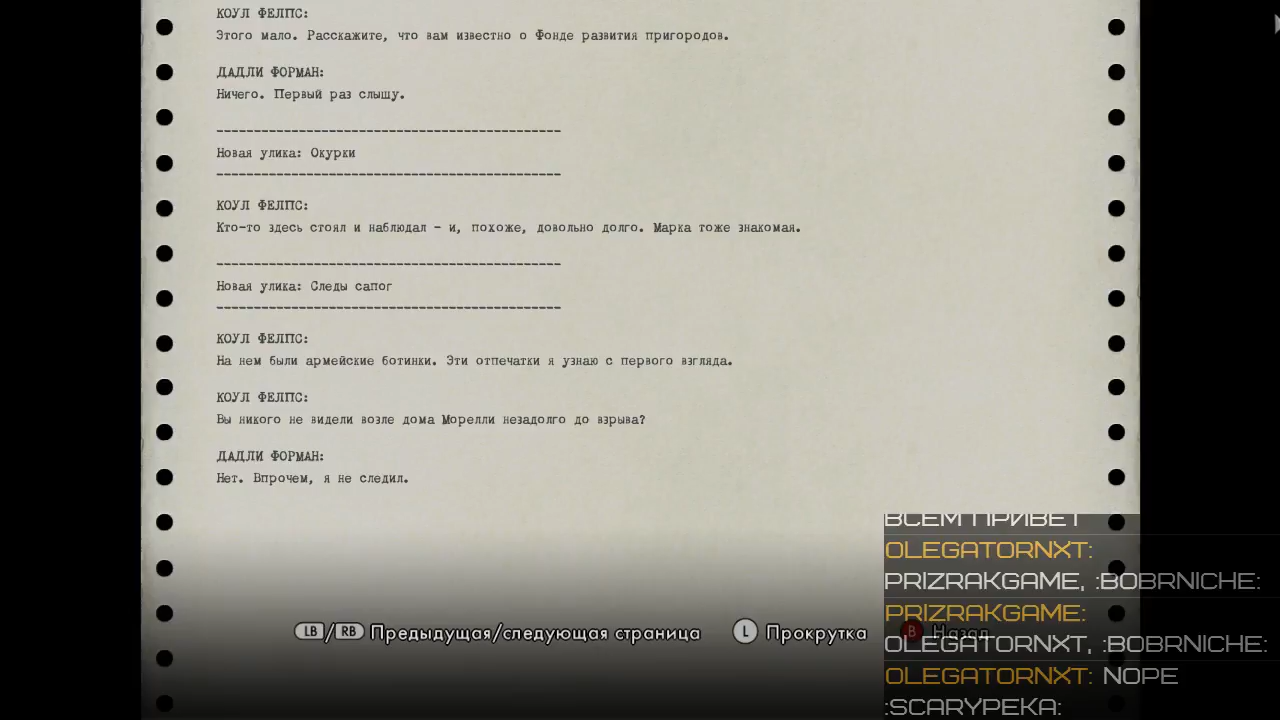 КОУЛ ФЕЛПС:
Этого мало. Расскажите, что вам известно о Фонде развития пригородов.
ДАДЛИ ФОРМАН:
Ничего. Первый раз слышу.
----------------------------------------------
Новая улика: Окурки
----------------------------------------------
КОУЛ ФЕЛПС:
Кто-то здесь стоял и наблюдал - и, похоже, довольно долго. Марка тоже знакомая.
----------------------------------------------
Новая улика: Следы сапог
----------------------------------------------
КОУЛ ФЕЛПС:
На нем были армейские ботинки. Эти отпечатки я узнаю с первого взгляда.
КОУЛ ФЕЛПС:
Вы никого не видели возле дома Морелли незадолго до взрыва?
ДАДЛИ ФОРМАН:
Нет. Впрочем, я не следил.
ВСЕМ ПРИВЕТ
OLEGATORNXT:
PRIZRAKGAME, :BOBRNICHE:
PRIZRAKGAME:
OLEGATORNXT, :BOBRNICHE:
OLEGATORNXT: NOPE
:SCARYPEKA:
LB/RB Предыдущая/следующая страница L Прокрутка B Назад